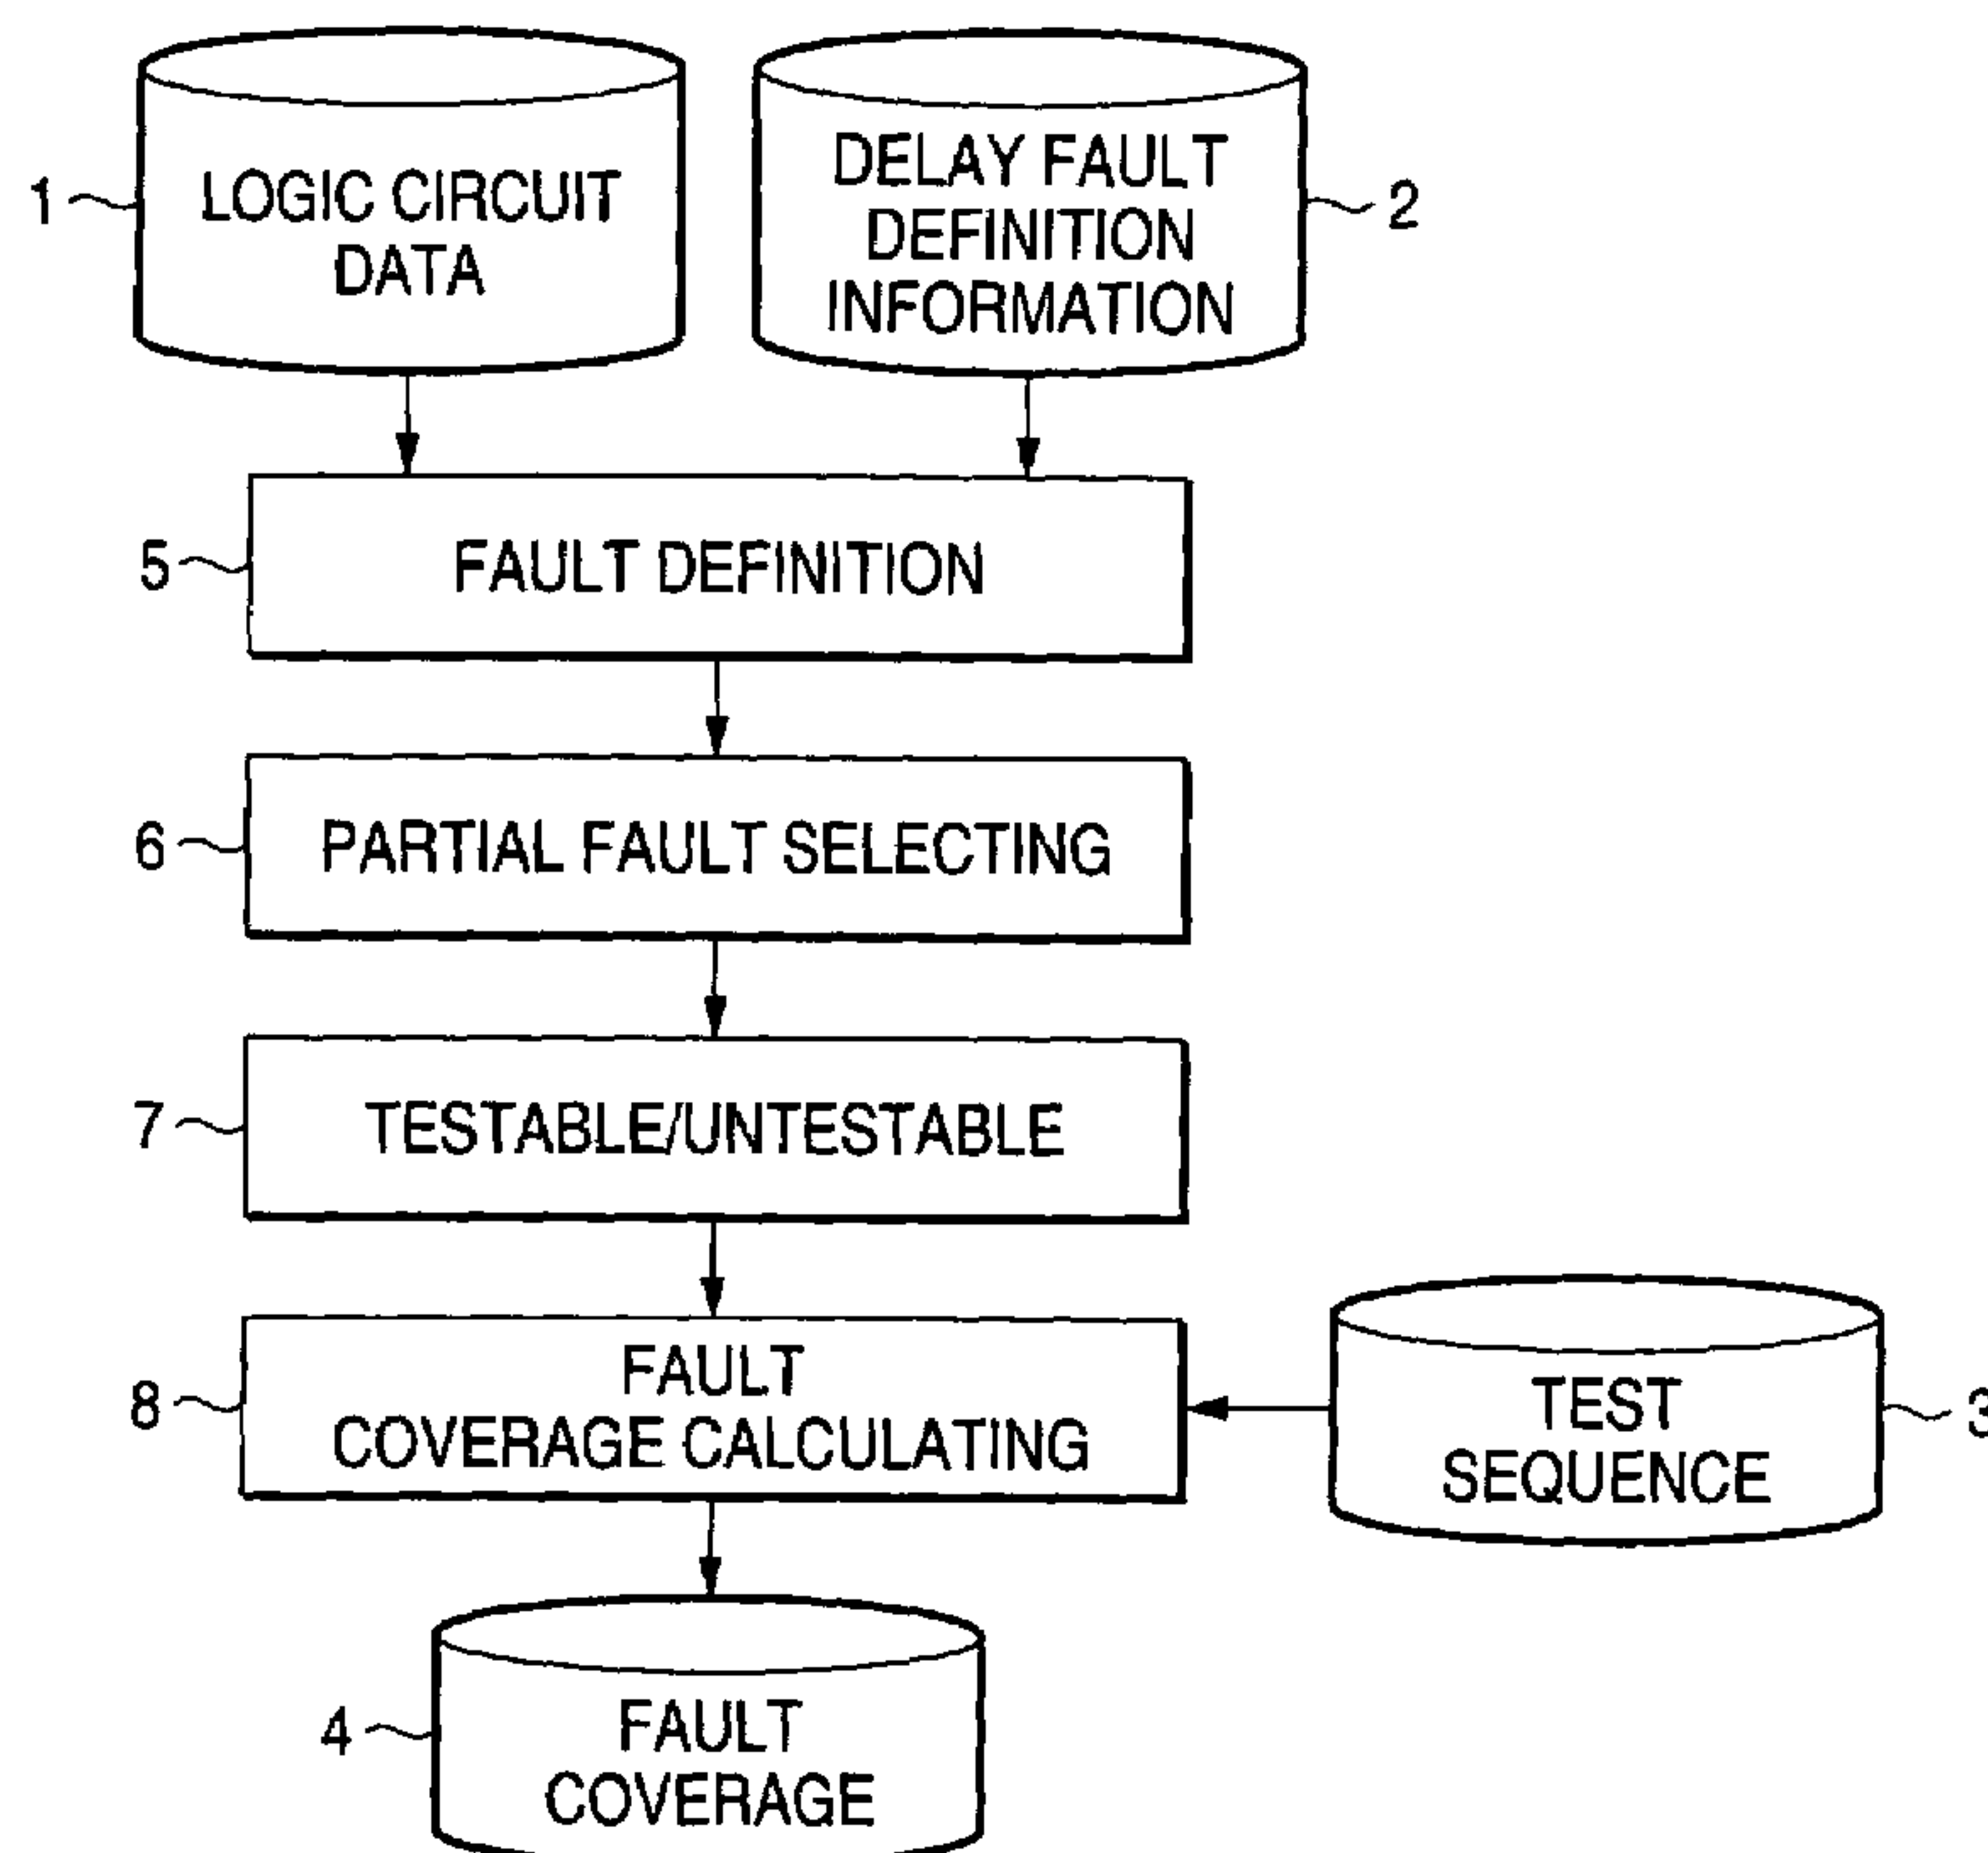 1
LOGIC CIRCUIT
DATA
DELAY FAULT
DEFINITION
INFORMATION
2
5
FAULT DEFINITION
6
PARTIAL FAULT SELECTING
7
TESTABLE/UNTESTABLE
8
FAULT
COVERAGE CALCULATING
TEST
SEQUENCE
3
4
FAULT
COVERAGE